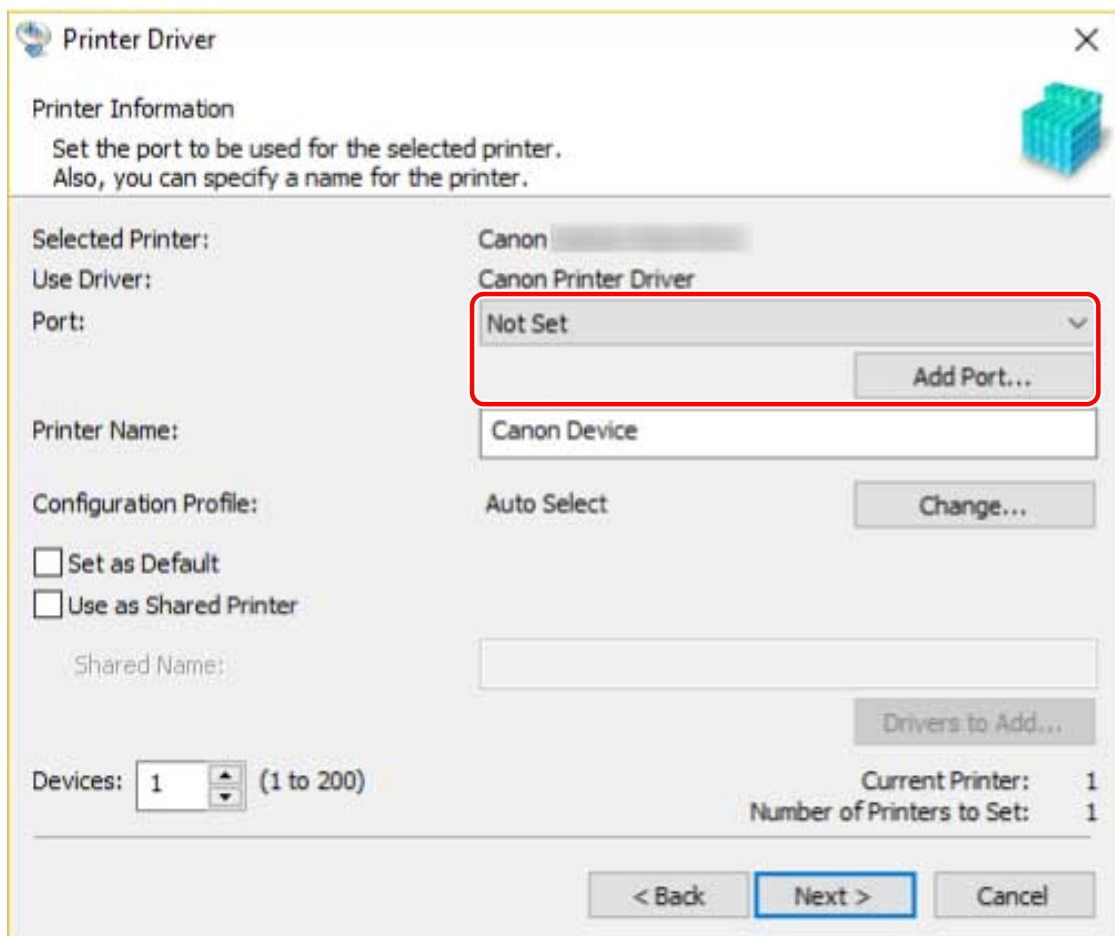 Printer Driver
Printer Information
Set the port to be used for the selected printer.
Also, you can specify a name for the printer.
Selected Printer: Canon
Use Driver: Canon Printer Driver
Port: Not Set
Add Port...
Printer Name: Canon Device
Configuration Profile: Auto Select Change...
Set as Default
Use as Shared Printer
Shared Name:
Drivers to Add...
Devices: 1 (1 to 200) Current Printer: 1
Number of Printers to Set: 1
< Back Next > Cancel